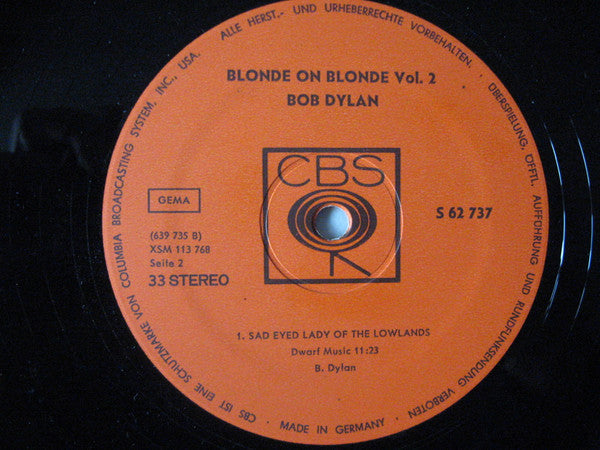 ALLE HERST.- UND URHEBERRECHTE VORBEHALTEN. ÜBERSPIELUNG, ÖFFTL. AUFFÜHRUNG UND RUNDFUNKSENDUNG VERBOTEN
BLONDE ON BLONDE Vol. 2
BOB DYLAN
CBS
GEMA
S 62 737
(639 735 B)
XSM 113 768
Seite 2
33 STEREO
1. SAD EYED LADY OF THE LOWLANDS
Dwarf Music 11:23
B. Dylan
CBS IST EINE SCHUTZMARKE VON COLUMBIA BROADCASTING SYSTEM, INC., USA.
· MADE IN GERMANY ·